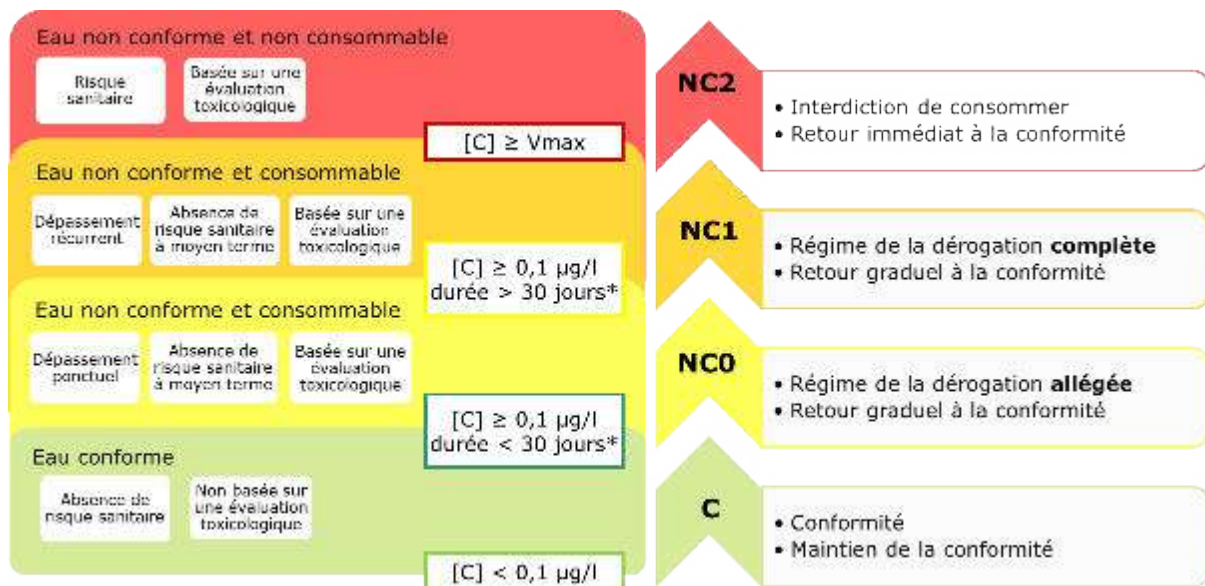 Eau non conforme et non consommable
Risque
sanitaire
Basée sur une
évaluation
toxicologique
[C] ≥ Vmax
Eau non conforme et consommable
Dépassement
récurrent
Absence de
risque sanitaire
à moyen terme
Basée sur une
évaluation
toxicologique
[C] ≥ 0,1 µg/l
durée > 30 jours*
Eau non conforme et consommable
Dépassement
ponctuel
Absence de
risque sanitaire
à moyen terme
Basée sur une
évaluation
toxicologique
[C] ≥ 0,1 µg/l
durée < 30 jours*
Eau conforme
Absence de
risque sanitaire
Non basée sur
une évaluation
toxicologique
[C] < 0,1 µg/l
NC2
• Interdiction de consommer
• Retour immédiat à la conformité
NC1
• Régime de la dérogation complète
• Retour graduel à la conformité
NC0
• Régime de la dérogation allégée
• Retour graduel à la conformité
C
• Conformité
• Maintien de la conformité